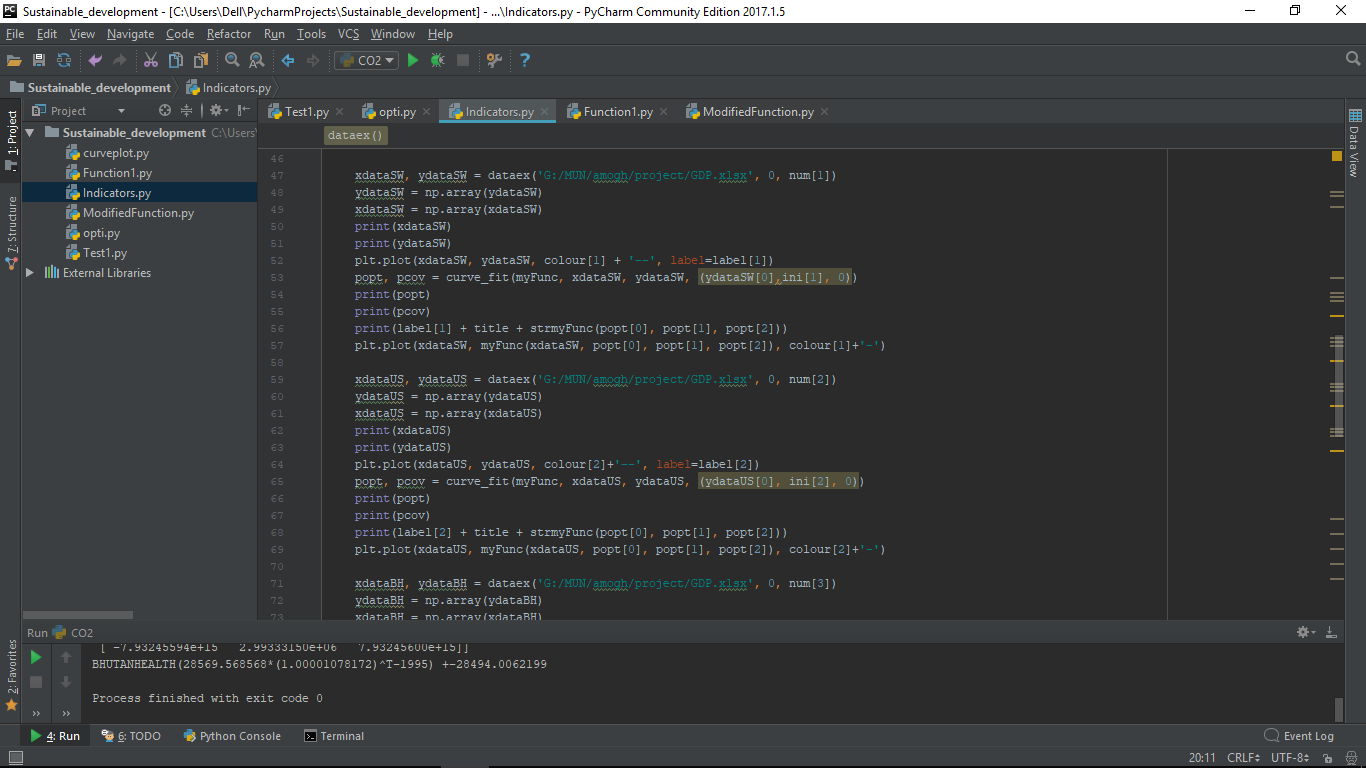 Sustainable_development - [C:\Users\Dell\PycharmProjects\Sustainable_development] - ...\Indicators.py - PyCharm Community Edition 2017.1.5
File Edit View Navigate Code Refactor Run Tools VCS Window Help
CO2
Sustainable_development Indicators.py
Project
Test1.py opti.py Indicators.py Function1.py ModifiedFunction.py
dataex()
1: Project
7: Structure
2: Favorites
Data View
Sustainable_development C:\Users
curveplot.py
Function1.py
Indicators.py
ModifiedFunction.py
opti.py
Test1.py
External Libraries
46
47 xdataSW, ydataSW = dataex('G:/MUN/amogh/project/GDP.xlsx', 0, num[1])
48 ydataSW = np.array(ydataSW)
49 xdataSW = np.array(xdataSW)
50 print(xdataSW)
51 print(ydataSW)
52 plt.plot(xdataSW, ydataSW, colour[1] + '--', label=label[1])
53 popt, pcov = curve_fit(myFunc, xdataSW, ydataSW, (ydataSW[0],ini[1], 0))
54 print(popt)
55 print(pcov)
56 print(label[1] + title + strmyFunc(popt[0], popt[1], popt[2]))
57 plt.plot(xdataSW, myFunc(xdataSW, popt[0], popt[1], popt[2]), colour[1]+'-')
58
59 xdataUS, ydataUS = dataex('G:/MUN/amogh/project/GDP.xlsx', 0, num[2])
60 ydataUS = np.array(ydataUS)
61 xdataUS = np.array(xdataUS)
62 print(xdataUS)
63 print(ydataUS)
64 plt.plot(xdataUS, ydataUS, colour[2]+'--', label=label[2])
65 popt, pcov = curve_fit(myFunc, xdataUS, ydataUS, (ydataUS[0], ini[2], 0))
66 print(popt)
67 print(pcov)
68 print(label[2] + title + strmyFunc(popt[0], popt[1], popt[2]))
69 plt.plot(xdataUS, myFunc(xdataUS, popt[0], popt[1], popt[2]), colour[2]+'-')
70
71 xdataBH, ydataBH = dataex('G:/MUN/amogh/project/GDP.xlsx', 0, num[3])
72 ydataBH = np.array(ydataBH)
73 xdataBH = np.array(xdataBH)
Run CO2
[ -7.93245594e+15 2.99333150e+06 7.93245600e+15]]
BHUTANHEALTH(28569.568568*(1.00001078172)^T-1995) +-28494.0062199
Process finished with exit code 0
4: Run 6: TODO Python Console Terminal Event Log
20:11 CRLF UTF-8